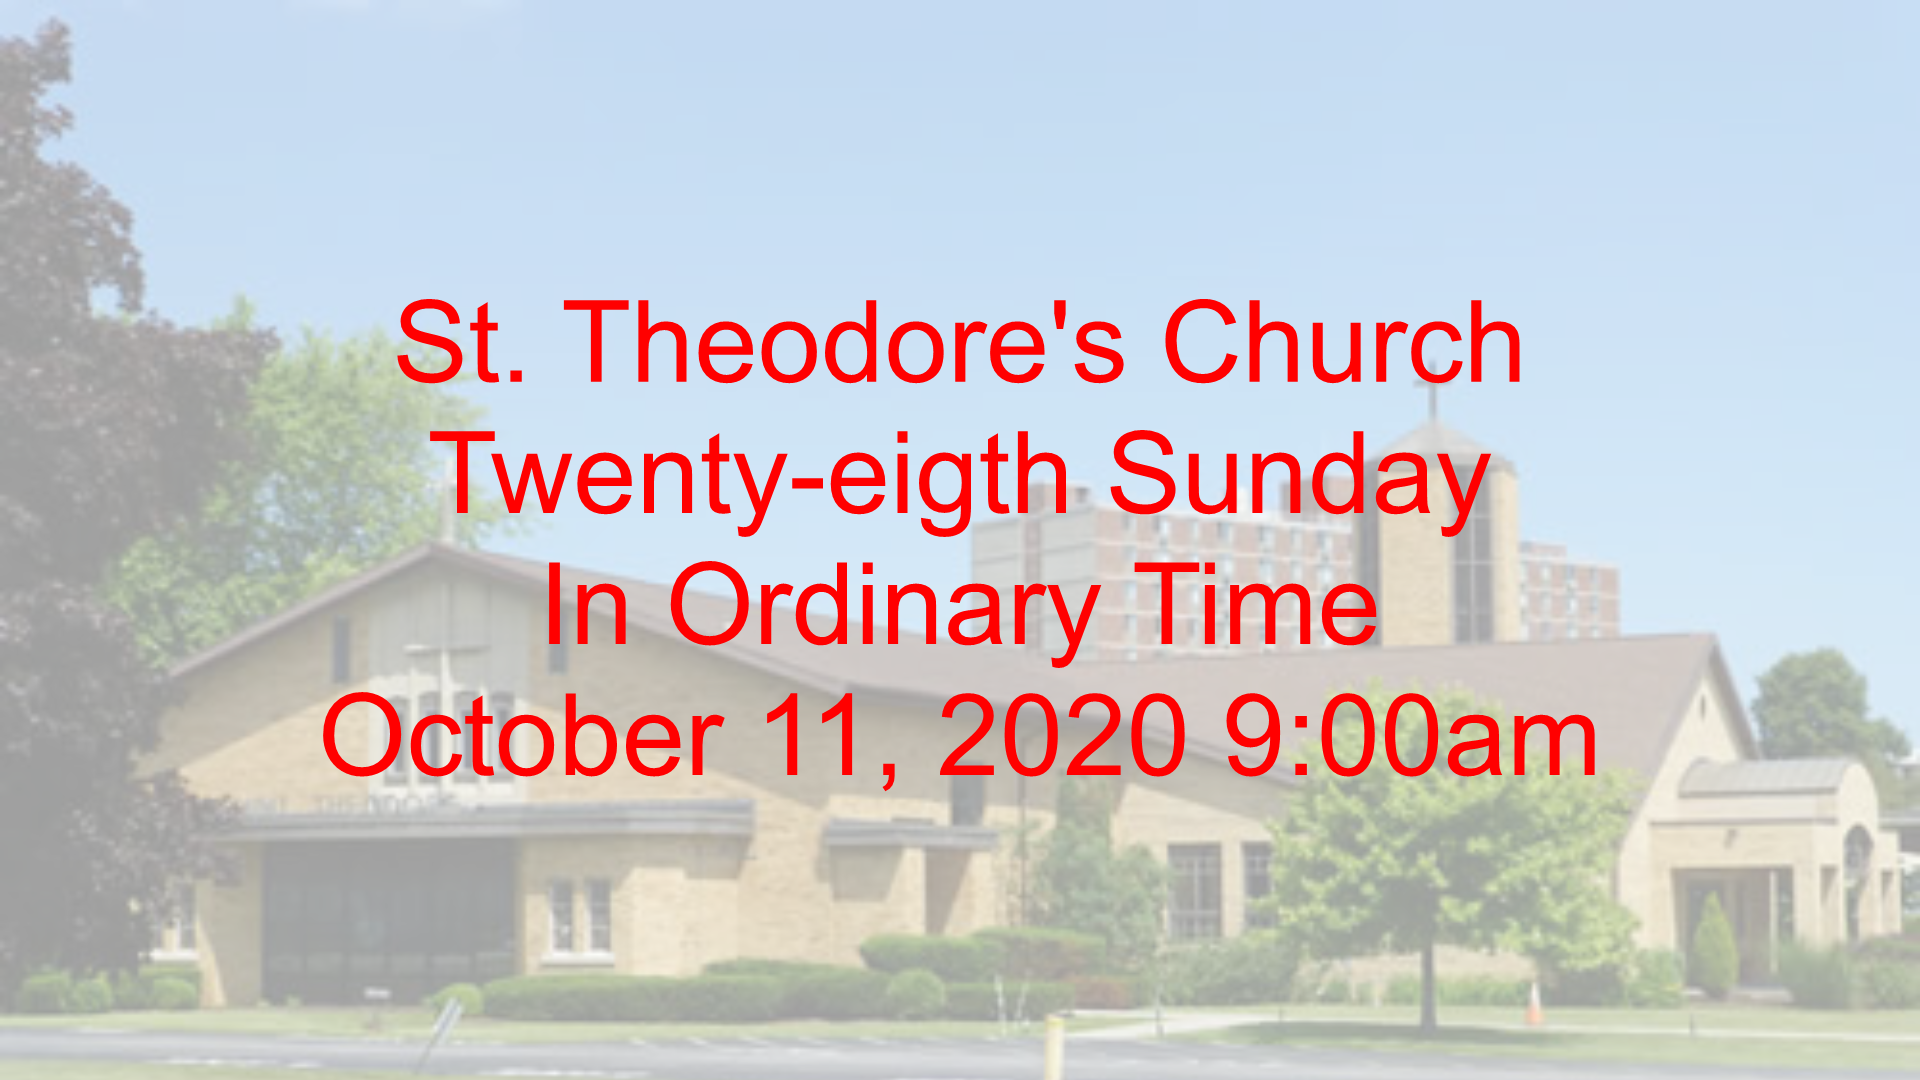 St. Theodore's Church
Twenty-eigth Sunday
In Ordinary Time
October 11, 2020 9:00am